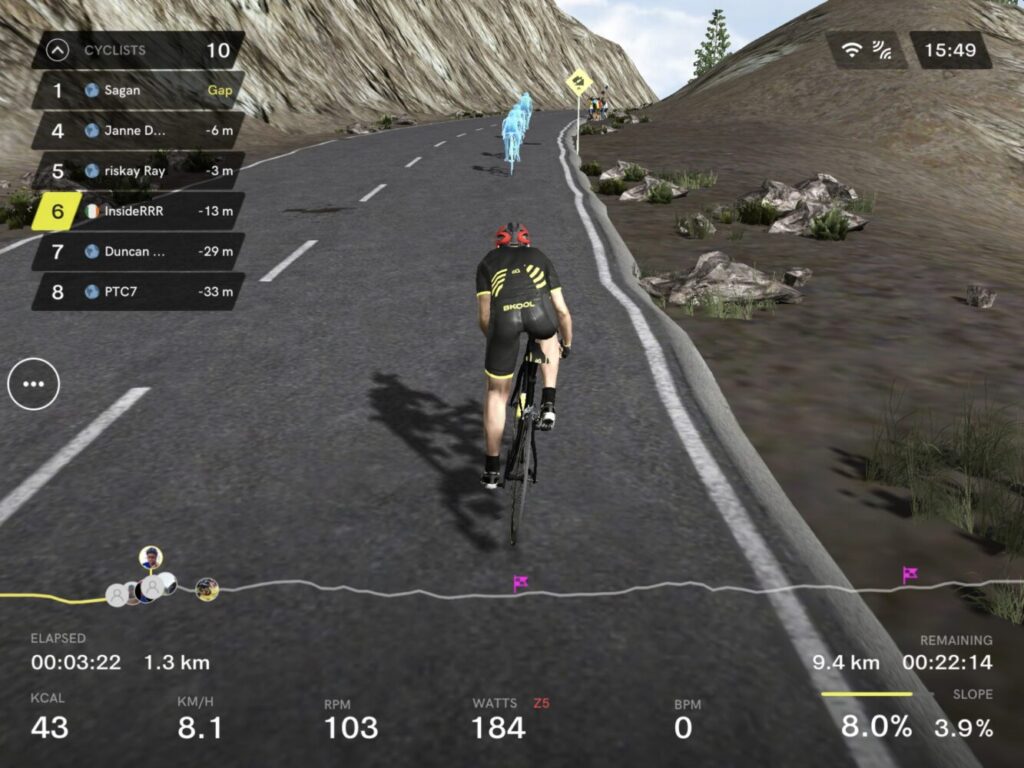 CYCLISTS 10
1 Sagan Gap
4 Janne D... -6 m
5 riskay Ray -3 m
6 InsideRRR -13 m
7 Duncan ... -29 m
8 PTC7 -33 m
15:49
BKOOL
ELAPSED
00:03:22 1.3 km
REMAINING
9.4 km 00:22:14
KCAL
43
KM/H
8.1
RPM
103
WATTS Z5
184
BPM
0
SLOPE
8.0% 3.9%